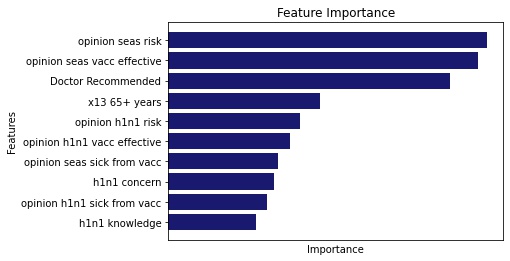 Feature Importance
Features
opinion seas risk
opinion seas vacc effective
Doctor Recommended
x13 65+ years
opinion h1n1 risk
opinion h1n1 vacc effective
opinion seas sick from vacc
h1n1 concern
opinion h1n1 sick from vacc
h1n1 knowledge
Importance